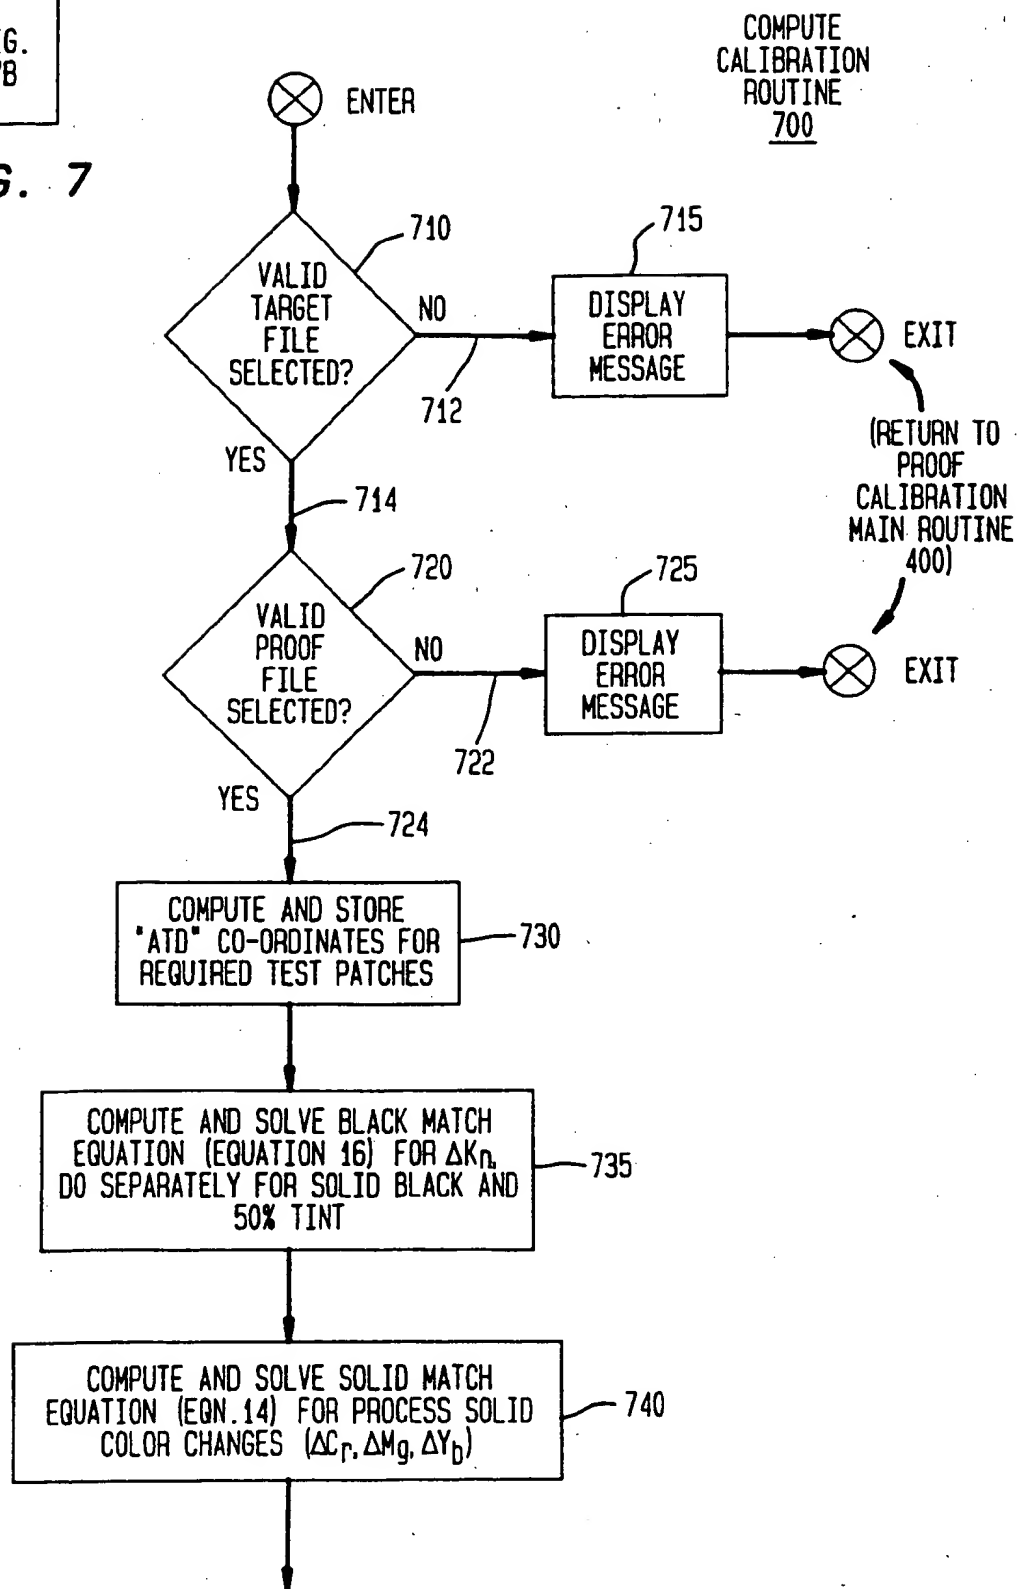 COMPUTE
CALIBRATION
ROUTINE
700
G.
B
G. 7
ENTER
710
VALID
TARGET
FILE
SELECTED?
NO
712
715
DISPLAY
ERROR
MESSAGE
EXIT
(RETURN TO
PROOF
CALIBRATION
MAIN ROUTINE
400)
YES
714
720
VALID
PROOF
FILE
SELECTED?
NO
722
725
DISPLAY
ERROR
MESSAGE
EXIT
YES
724
COMPUTE AND STORE
"ATD" CO-ORDINATES FOR
REQUIRED TEST PATCHES
730
COMPUTE AND SOLVE BLACK MATCH
EQUATION (EQUATION 16) FOR ΔKn.
DO SEPARATELY FOR SOLID BLACK AND
50% TINT
735
COMPUTE AND SOLVE SOLID MATCH
EQUATION (EQN.14) FOR PROCESS SOLID
COLOR CHANGES (ΔCr, ΔMg, ΔYb)
740